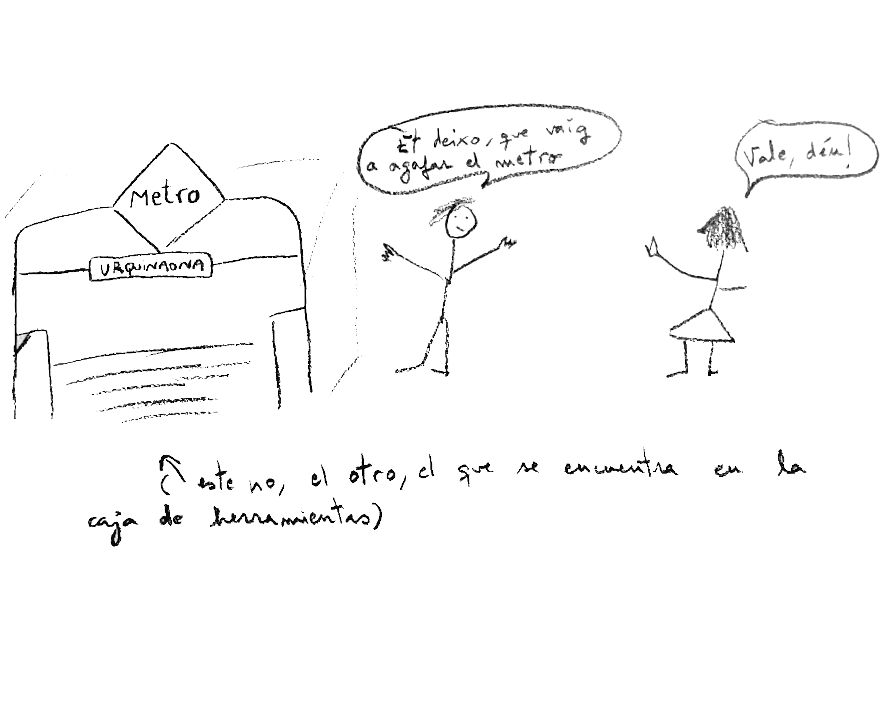 Metro
URQUINAONA
Et deixo, que vaig
a agafar el metro
Vale, déu!
(este no, el otro, el que se encuentra en la
caja de herramientas)